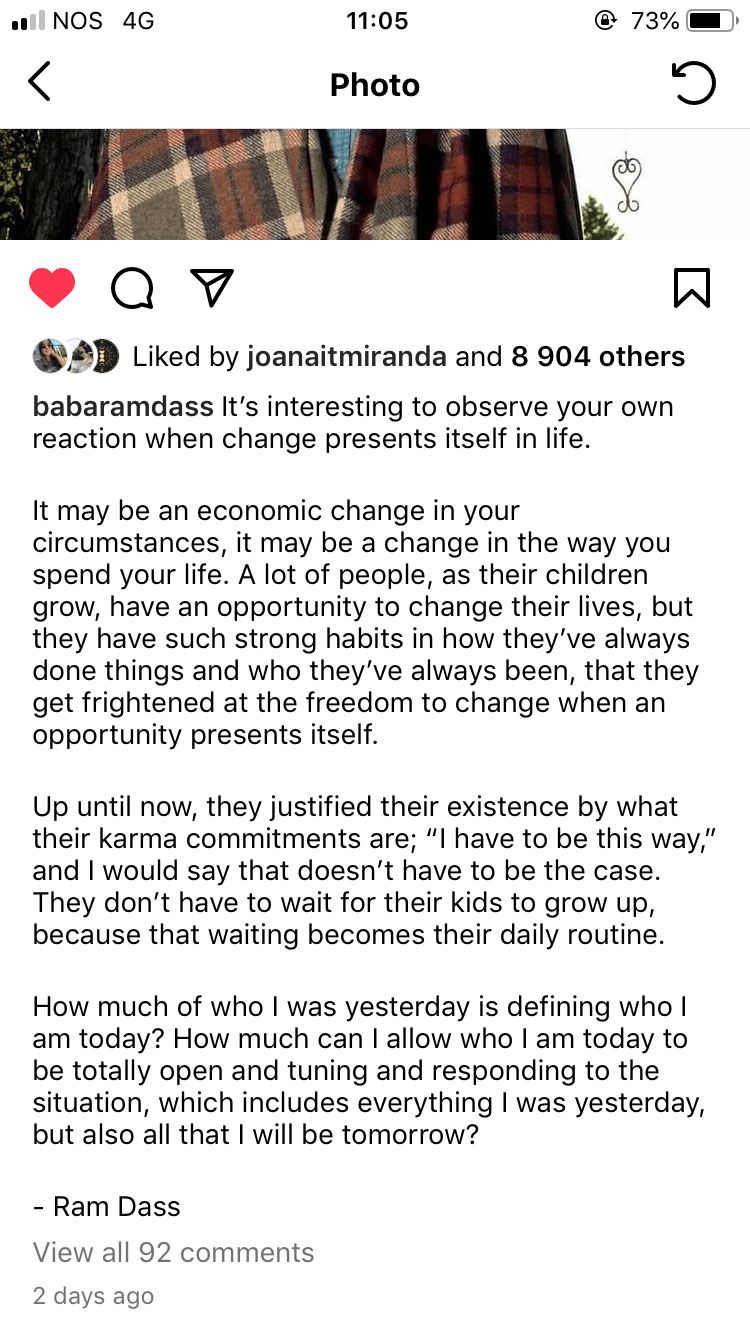 NOS 4G 11:05 73%
Photo
Liked by joanaitmiranda and 8 904 others
babaramdass It’s interesting to observe your own
reaction when change presents itself in life.
It may be an economic change in your
circumstances, it may be a change in the way you
spend your life. A lot of people, as their children
grow, have an opportunity to change their lives, but
they have such strong habits in how they’ve always
done things and who they’ve always been, that they
get frightened at the freedom to change when an
opportunity presents itself.
Up until now, they justified their existence by what
their karma commitments are; “I have to be this way,”
and I would say that doesn’t have to be the case.
They don’t have to wait for their kids to grow up,
because that waiting becomes their daily routine.
How much of who I was yesterday is defining who I
am today? How much can I allow who I am today to
be totally open and tuning and responding to the
situation, which includes everything I was yesterday,
but also all that I will be tomorrow?
- Ram Dass
View all 92 comments
2 days ago